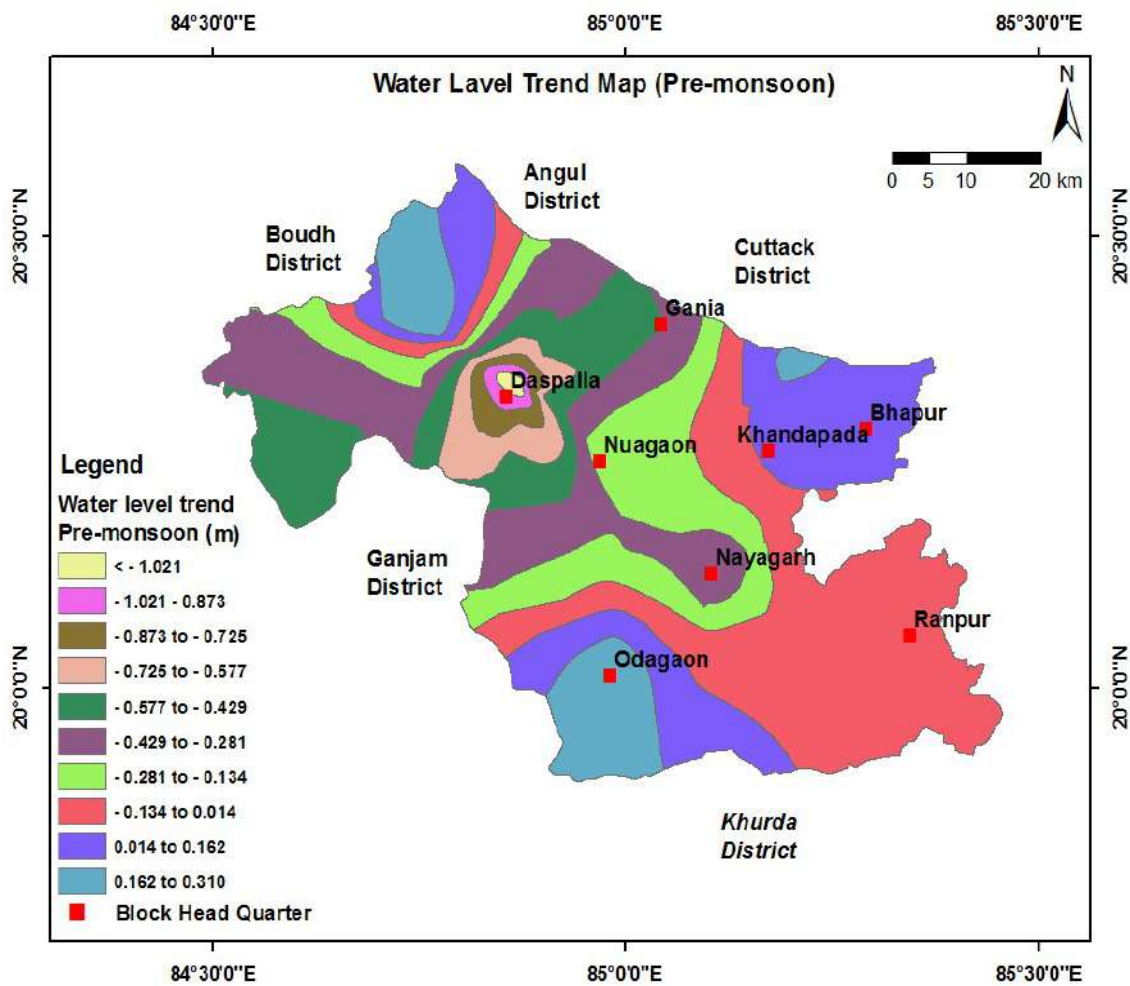 84°30'0"E
85°0'0"E
85°30'0"E
Water Lavel Trend Map (Pre-monsoon)
N
0 5 10 20 km
Angul
District
Boudh
District
Cuttack
District
20°30'0"N
20°30'0"N
Gania
Daspalla
Bhapur
Khandapada
Nuagaon
Ganjam
District
Nayagarh
Ranpur
Odagaon
20°0'0"N
20°0'0"N
Khurda
District
Legend
Water level trend
Pre-monsoon (m)
< - 1.021
- 1.021 - 0.873
- 0.873 to - 0.725
- 0.725 to - 0.577
- 0.577 to - 0.429
- 0.429 to - 0.281
- 0.281 to - 0.134
- 0.134 to 0.014
0.014 to 0.162
0.162 to 0.310
Block Head Quarter
84°30'0"E
85°0'0"E
85°30'0"E